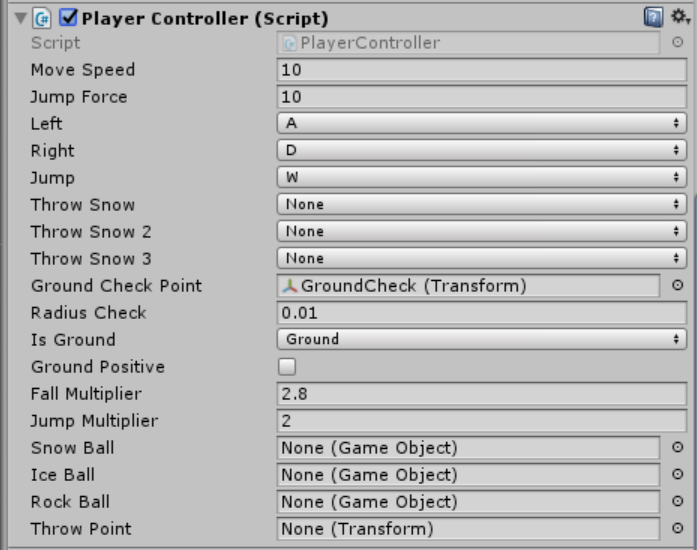 Player Controller (Script)
Script PlayerController
Move Speed 10
Jump Force 10
Left A
Right D
Jump W
Throw Snow None
Throw Snow 2 None
Throw Snow 3 None
Ground Check Point GroundCheck (Transform)
Radius Check 0.01
Is Ground Ground
Ground Positive
Fall Multiplier 2.8
Jump Multiplier 2
Snow Ball None (Game Object)
Ice Ball None (Game Object)
Rock Ball None (Game Object)
Throw Point None (Transform)